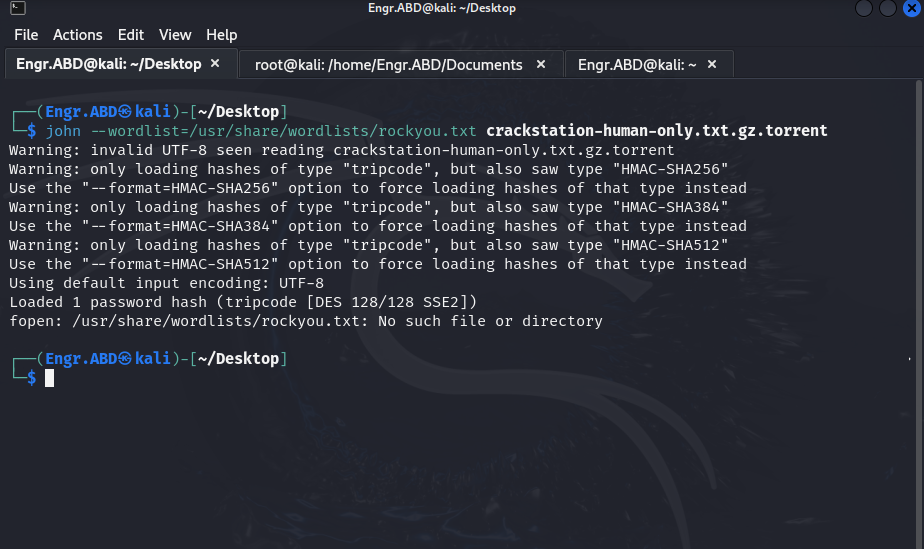 Engr.ABD@kali: ~/Desktop
File Actions Edit View Help
Engr.ABD@kali: ~/Desktop × root@kali: /home/Engr.ABD/Documents × Engr.ABD@kali: ~ ×
┌──(Engr.ABD㉿kali)-[~/Desktop]
└─$ john --wordlist=/usr/share/wordlists/rockyou.txt crackstation-human-only.txt.gz.torrent
Warning: invalid UTF-8 seen reading crackstation-human-only.txt.gz.torrent
Warning: only loading hashes of type "tripcode", but also saw type "HMAC-SHA256"
Use the "--format=HMAC-SHA256" option to force loading hashes of that type instead
Warning: only loading hashes of type "tripcode", but also saw type "HMAC-SHA384"
Use the "--format=HMAC-SHA384" option to force loading hashes of that type instead
Warning: only loading hashes of type "tripcode", but also saw type "HMAC-SHA512"
Use the "--format=HMAC-SHA512" option to force loading hashes of that type instead
Using default input encoding: UTF-8
Loaded 1 password hash (tripcode [DES 128/128 SSE2])
fopen: /usr/share/wordlists/rockyou.txt: No such file or directory
┌──(Engr.ABD㉿kali)-[~/Desktop]
└─$